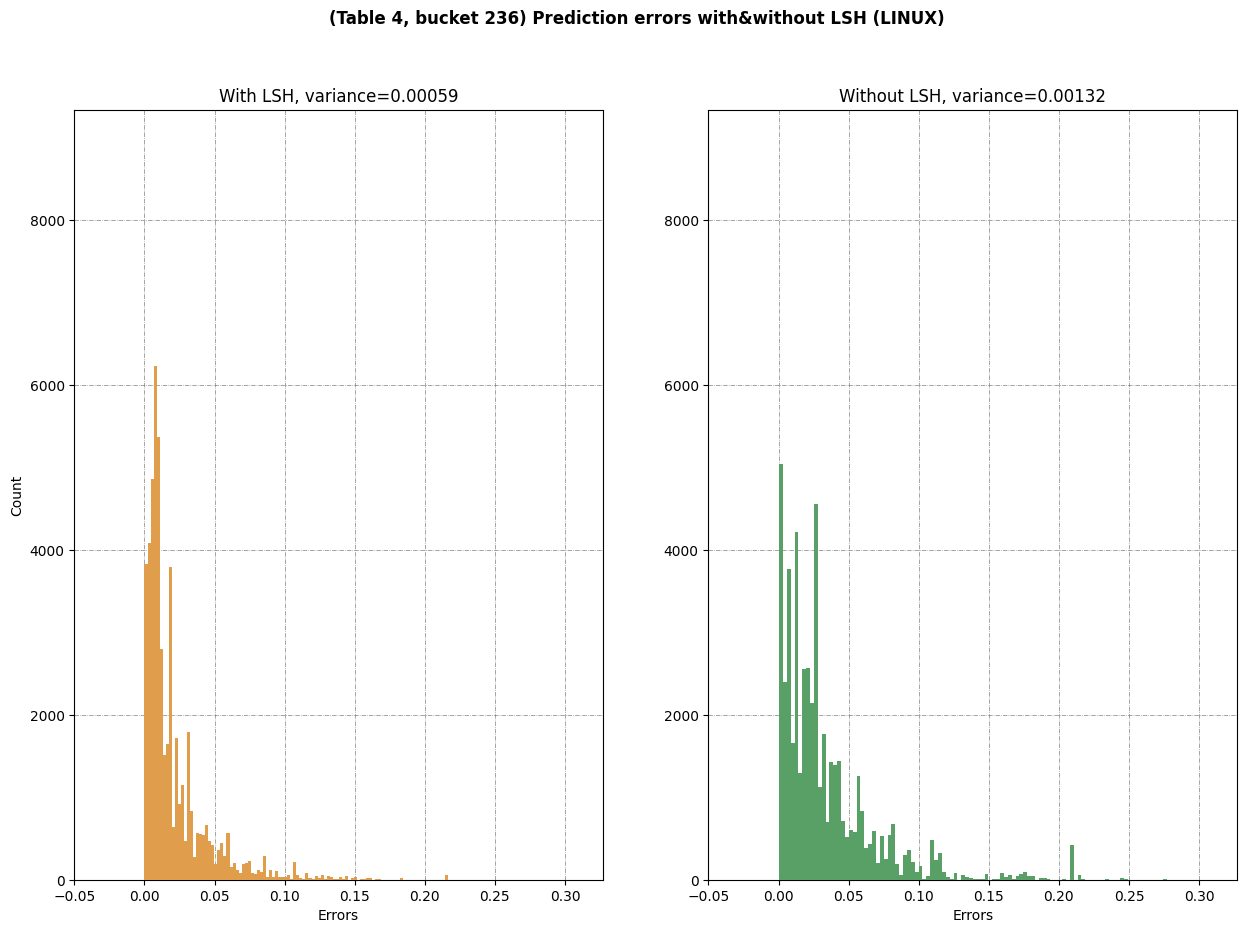 (Table 4, bucket 236) Prediction errors with&without LSH (LINUX)
With LSH, variance=0.00059
8000
6000
4000
2000
0
Count
−0.05 0.00 0.05 0.10 0.15 0.20 0.25 0.30
Errors
Without LSH, variance=0.00132
8000
6000
4000
2000
0
−0.05 0.00 0.05 0.10 0.15 0.20 0.25 0.30
Errors